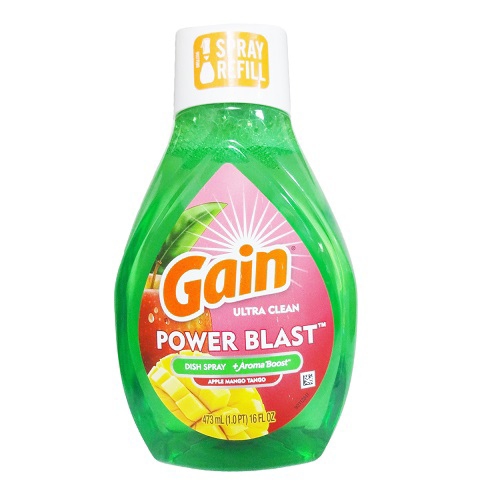 SPRAY
REFILL
Gain®
ULTRA CLEAN
POWER BLAST™
DISH SPRAY +Aroma Boost™
APPLE MANGO TANGO
473 mL (1.0 PT) 16 FL OZ